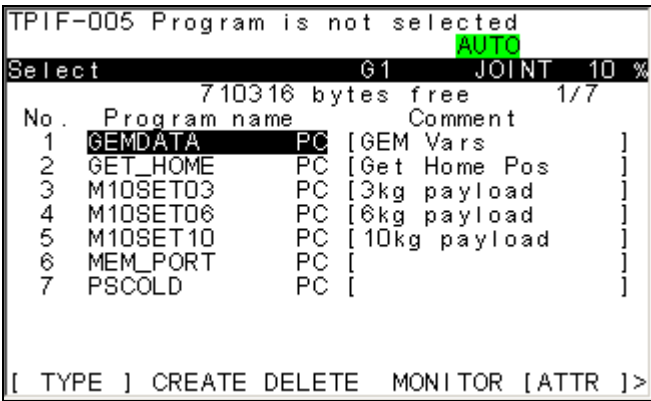 TPIF-005 Program is not selected
AUTO
Select G1 JOINT 10 %
710316 bytes free 1/7
No. Program name Comment
1 GEMDATA PC [GEM Vars ]
2 GET_HOME PC [Get Home Pos ]
3 M10SET03 PC [3kg payload ]
4 M10SET06 PC [6kg payload ]
5 M10SET10 PC [10kg payload ]
6 MEM_PORT PC [ ]
7 PSCOLD PC [ ]
[ TYPE ] CREATE DELETE MONITOR [ATTR ]>